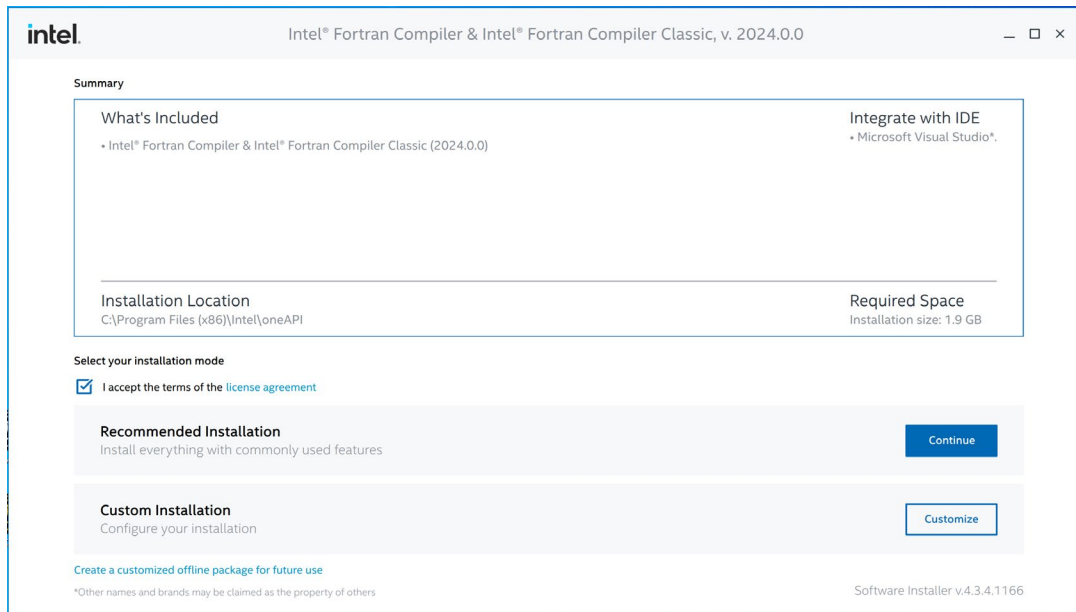 intel.
Intel® Fortran Compiler & Intel® Fortran Compiler Classic, v. 2024.0.0
Summary
What's Included
• Intel® Fortran Compiler & Intel® Fortran Compiler Classic (2024.0.0)
Integrate with IDE
• Microsoft Visual Studio*.
Installation Location
C:\Program Files (x86)\Intel\oneAPI
Required Space
Installation size: 1.9 GB
Select your installation mode
I accept the terms of the license agreement
Recommended Installation
Install everything with commonly used features
Continue
Custom Installation
Configure your installation
Customize
Create a customized offline package for future use
*Other names and brands may be claimed as the property of others
Software Installer v.4.3.4.1166